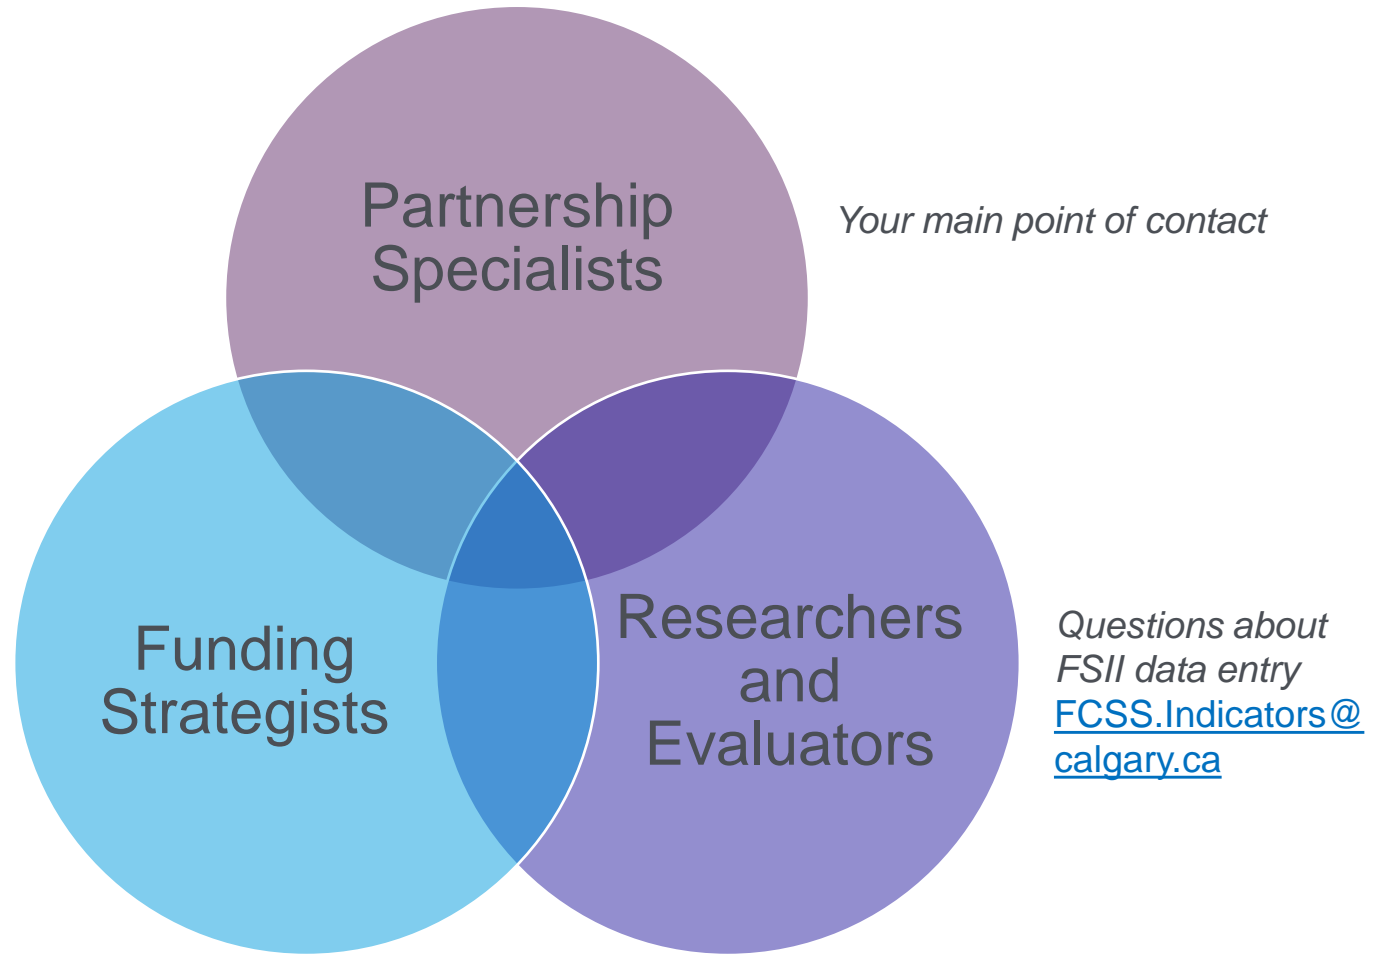 Partnership
Specialists
Your main point of contact
Funding
Strategists
Researchers
and
Evaluators
Questions about
FSII data entry
FCSS.Indicators@
calgary.ca